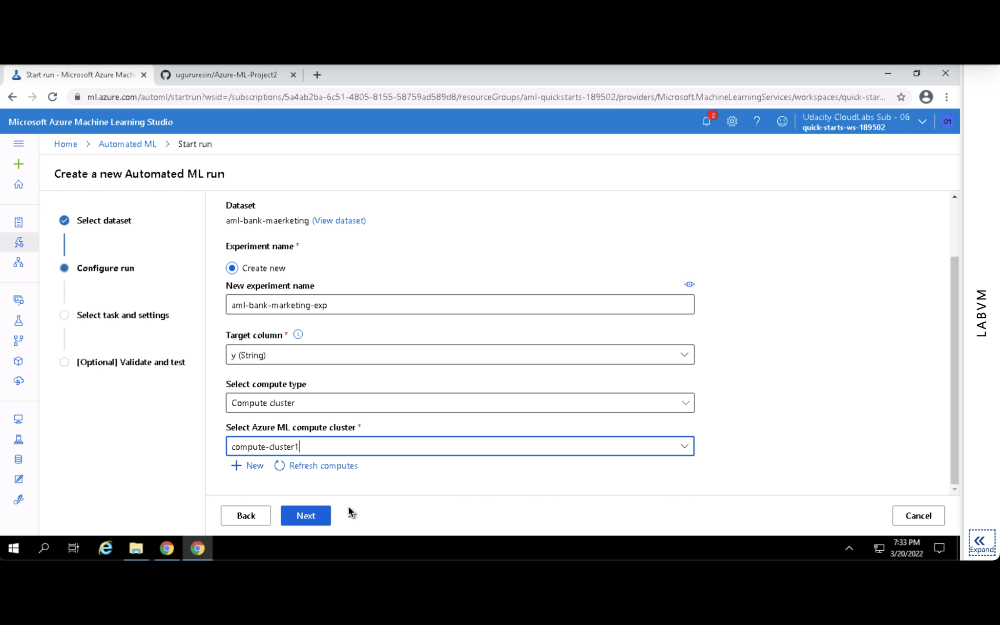 Start run - Microsoft Azure Machi
ugururesin/Azure-ML-Project2
ml.azure.com/automl/startrun?wsid=/subscriptions/5a4ab2ba-6c51-4805-8155-58759ad589d8/resourceGroups/aml-quickstarts-189502/providers/Microsoft.MachineLearningServices/workspaces/quick-star...
Microsoft Azure Machine Learning Studio
2
Udacity CloudLabs Sub - 06
quick-starts-ws-189502
O1
Home > Automated ML > Start run
Create a new Automated ML run
Select dataset
Configure run
Select task and settings
[Optional] Validate and test
Dataset
aml-bank-maerketing (View dataset)
Experiment name *
Create new
New experiment name
aml-bank-marketing-exp
Target column *
y (String)
Select compute type
Compute cluster
Select Azure ML compute cluster *
compute-cluster1
+ New Refresh computes
Back
Next
Cancel
LABVM
Expand
7:33 PM
3/20/2022